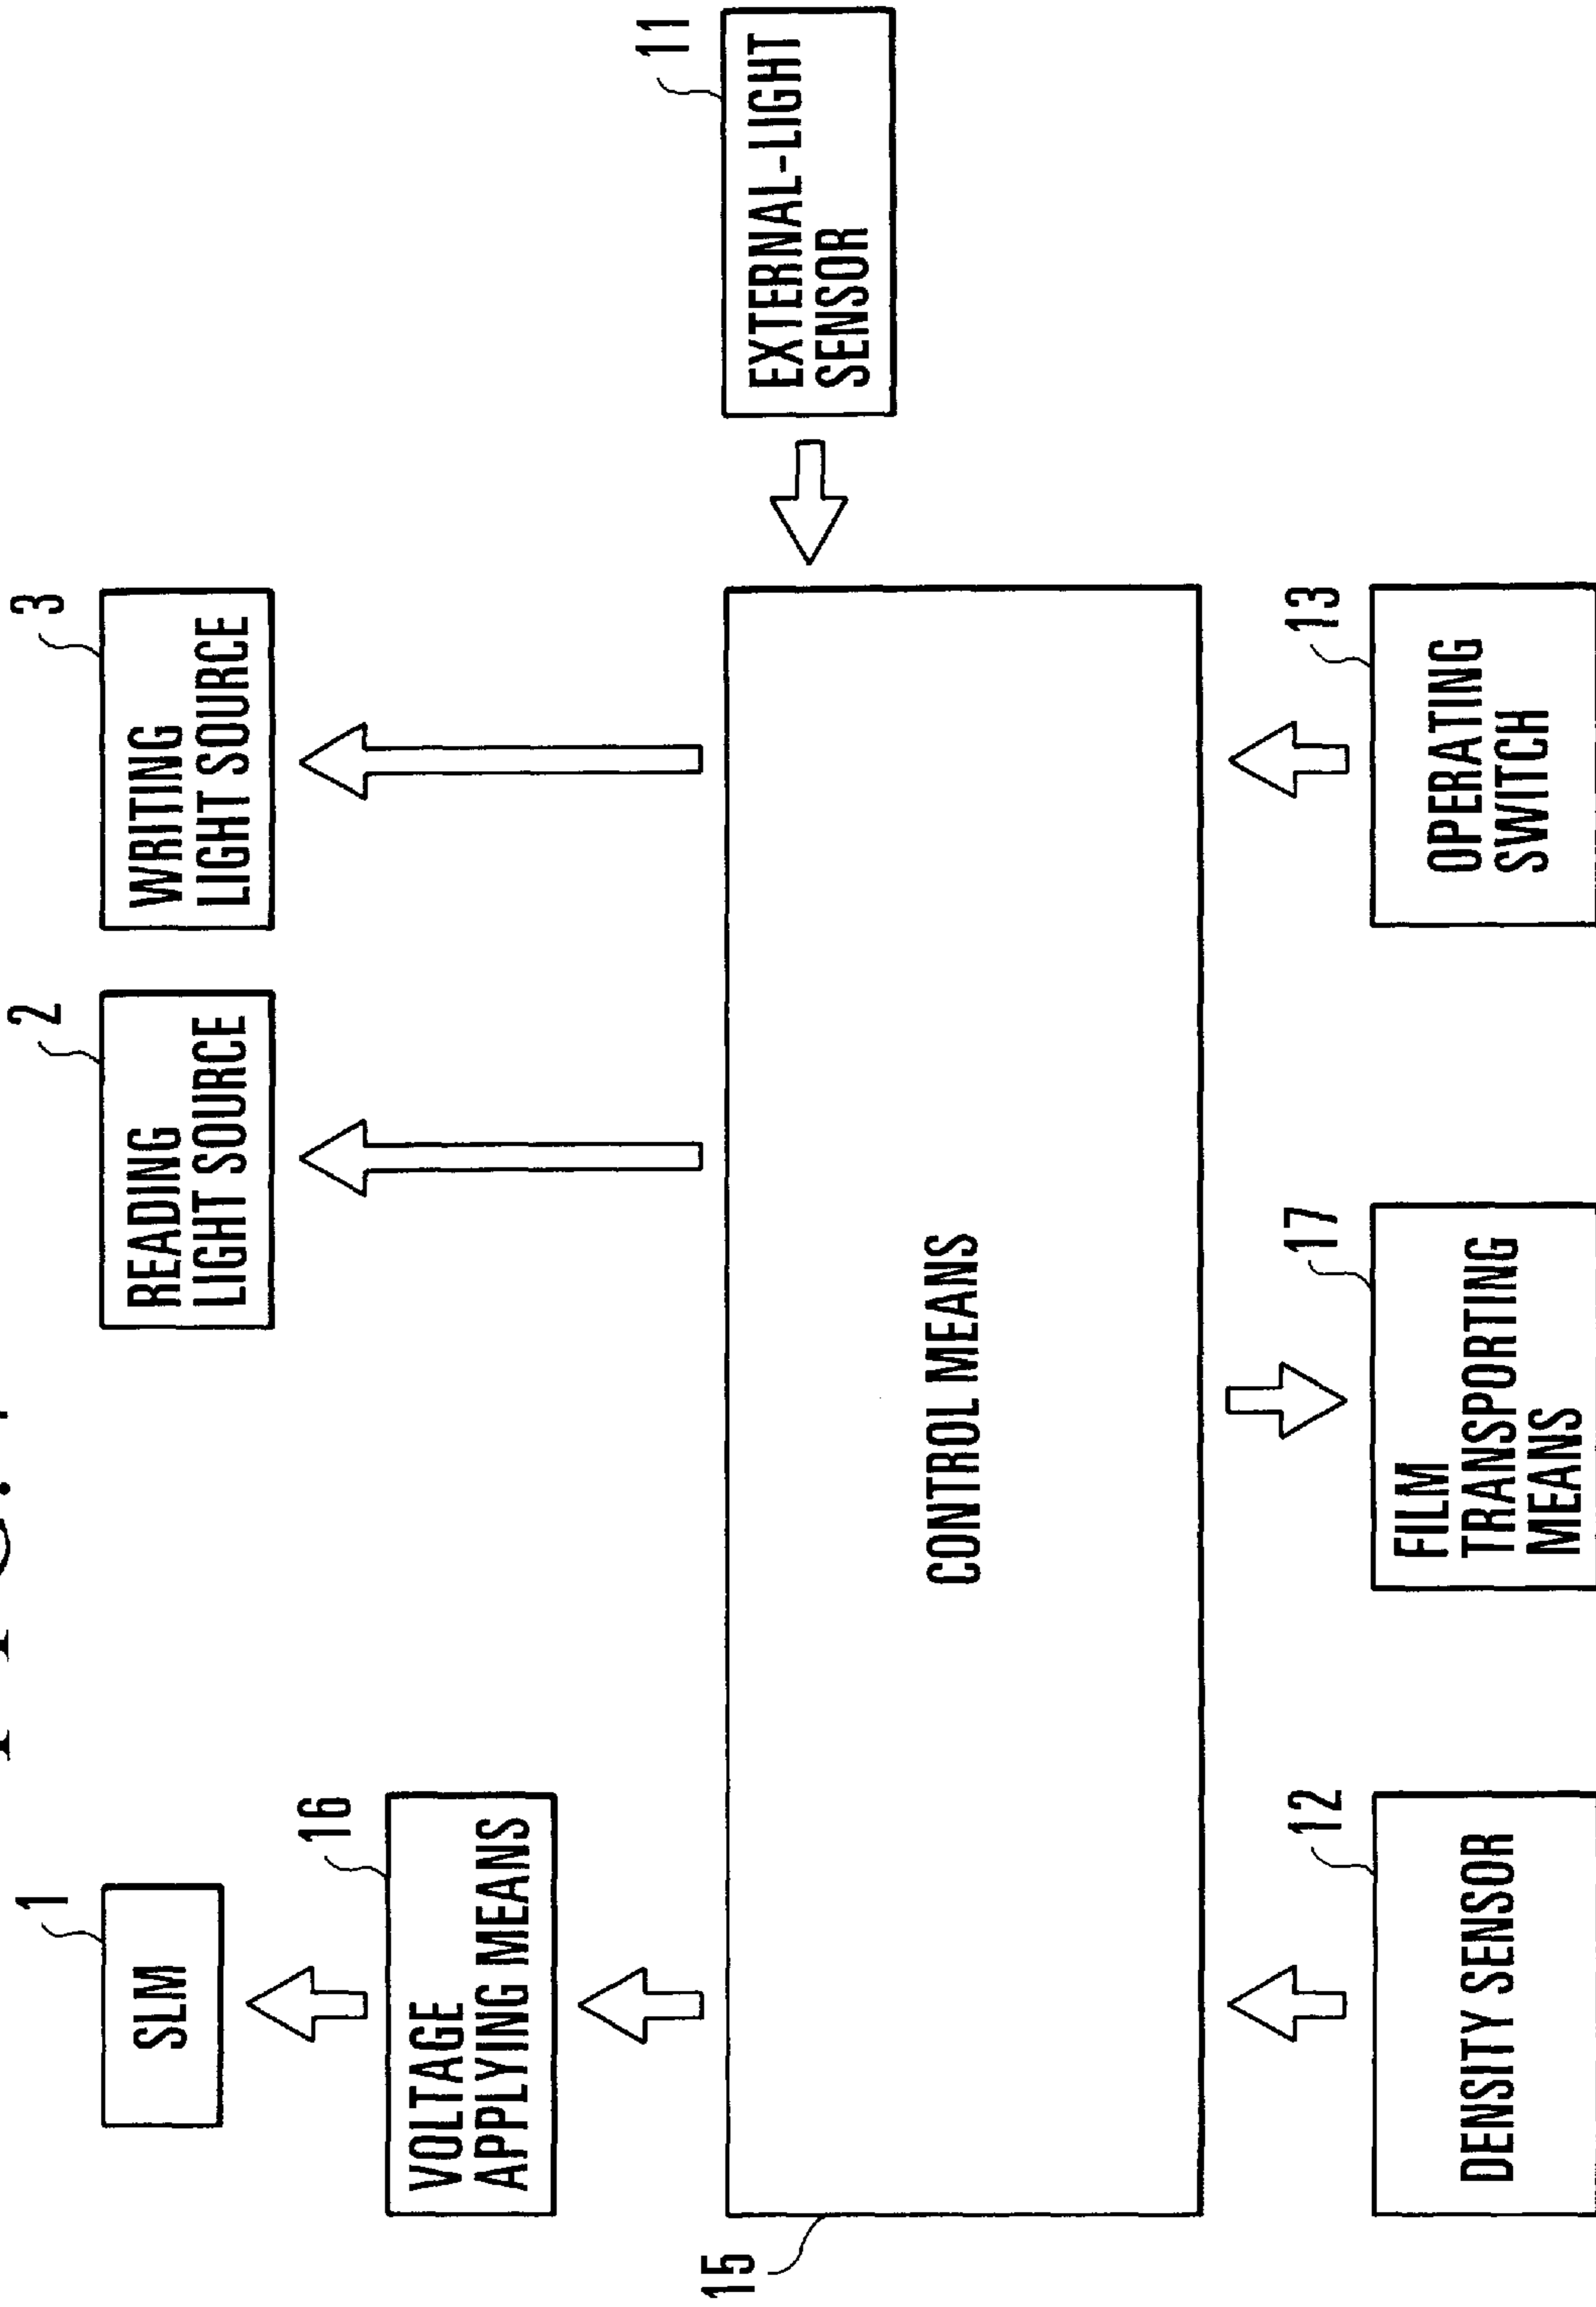 1
SLM
2
READING
LIGHT SOURCE
3
WRITING
LIGHT SOURCE
16
VOLTAGE
APPLYING MEANS
15
CONTROL MEANS
11
EXTERNAL-LIGHT
SENSOR
12
DENSITY SENSOR
17
FILM
TRANSPORTING
MEANS
13
OPERATING
SWITCH